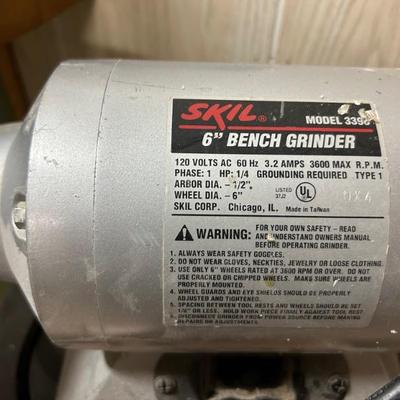 SKIL®
MODEL 3396
6" BENCH GRINDER
120 VOLTS AC 60 Hz 3.2 AMPS 3600 MAX R.P.M.
PHASE: 1 HP: 1/4 GROUNDING REQUIRED TYPE 1
ARBOR DIA. - 1/2"
WHEEL DIA. - 6"
SKIL CORP. Chicago, IL. Made in Taiwan
LISTED
37J2
UL
WARNING: FOR YOUR OWN SAFETY - READ
AND UNDERSTAND OWNERS MANUAL
BEFORE OPERATING GRINDER.
1. ALWAYS WEAR SAFETY GOGGLES.
2. DO NOT WEAR GLOVES, NECKTIES, JEWELRY OR LOOSE CLOTHING.
3. USE ONLY 6" WHEELS RATED AT 3600 RPM OR OVER. DO NOT
USE CRACKED OR CHIPPED WHEELS. MAKE SURE WHEELS ARE
PROPERLY MOUNTED.
4. WHEEL GUARDS AND EYE SHIELDS SHOULD BE PROPERLY
ADJUSTED AND TIGHTENED.
5. SPACING BETWEEN TOOL RESTS AND WHEELS SHOULD BE SET
1/8" OR LESS. HOLD WORK PIECE FIRMLY AGAINST TOOL REST.
6. DISCONNECT GRINDER FROM POWER SOURCE BEFORE MAKING
REPAIRS OR ADJUSTMENTS.